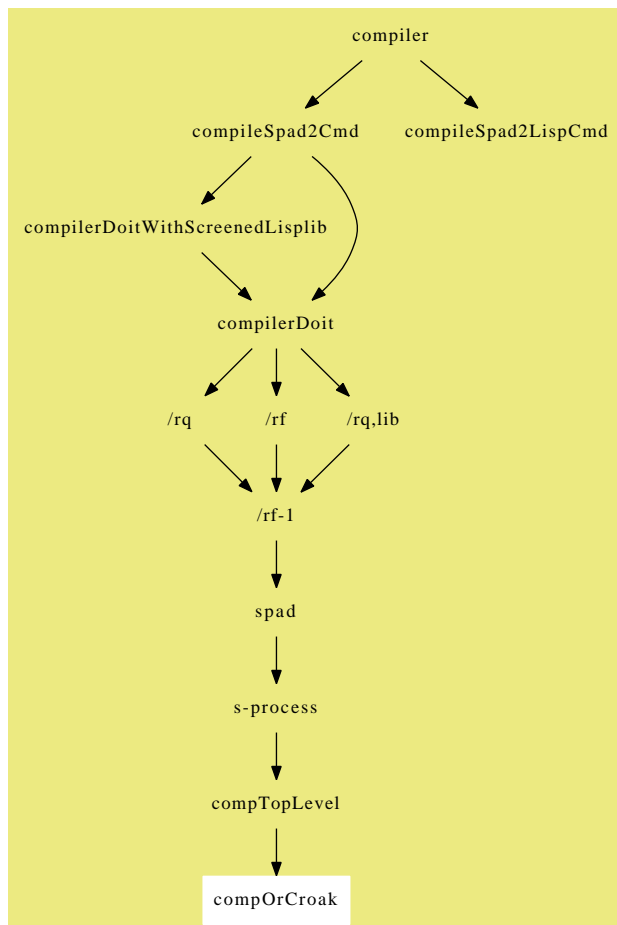 compiler
compileSpad2Cmd compileSpad2LispCmd
compilerDoitWithScreenedLisplib
compilerDoit
/rq /rf /rq,lib
/rf-1
spad
s-process
compTopLevel
compOrCroak